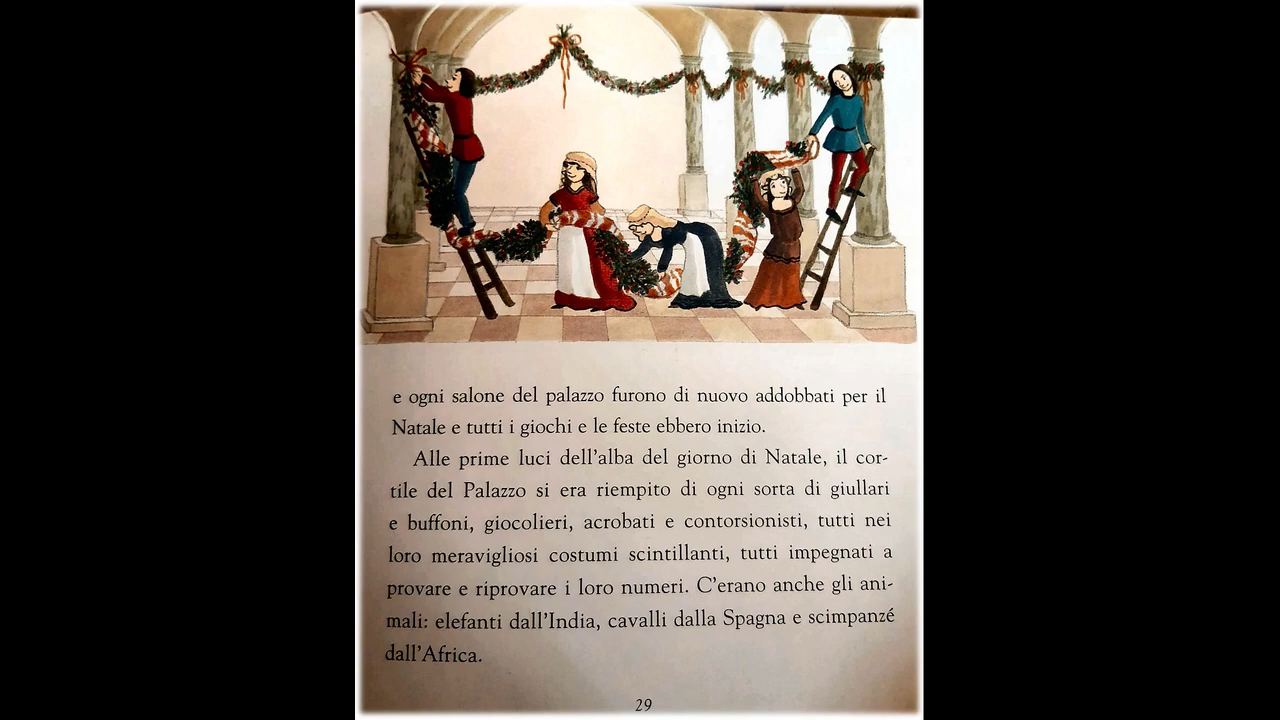 e ogni salone del palazzo furono di nuovo addobbati per il
Natale e tutti i giochi e le feste ebbero inizio.
Alle prime luci dell'alba del giorno di Natale, il cor-
tile del Palazzo si era riempito di ogni sorta di giullari
e buffoni, giocolieri, acrobati e contorsionisti, tutti nei
loro meravigliosi costumi scintillanti, tutti impegnati a
provare e riprovare i loro numeri. C'erano anche gli ani-
mali: elefanti dall'India, cavalli dalla Spagna e scimpanzé
dall'Africa.
29